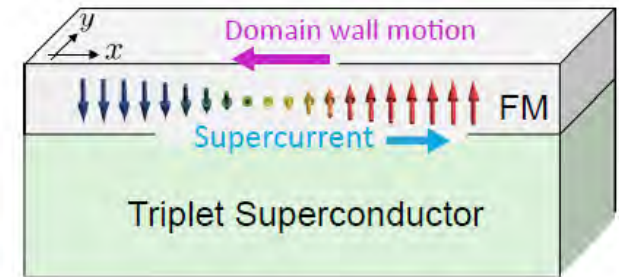 y
x
Domain wall motion
FM
Supercurrent
Triplet Superconductor